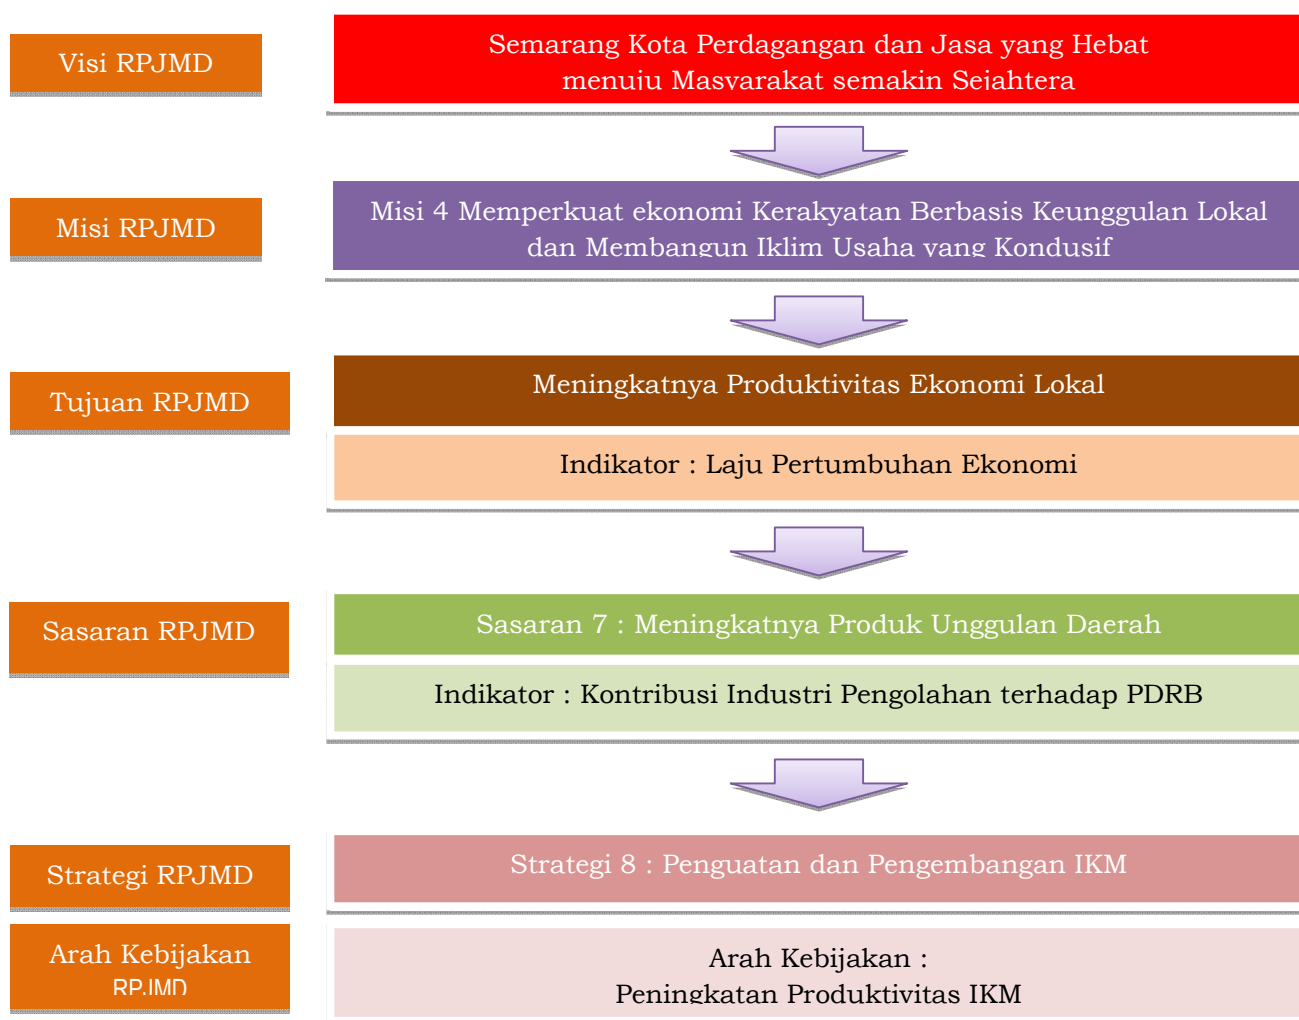 Visi RPJMD
Semarang Kota Perdagangan dan Jasa yang Hebat
menuju Masyarakat semakin Sejahtera
Misi RPJMD
Misi 4 Memperkuat ekonomi Kerakyatan Berbasis Keunggulan Lokal
dan Membangun Iklim Usaha yang Kondusif
Tujuan RPJMD
Meningkatnya Produktivitas Ekonomi Lokal
Indikator : Laju Pertumbuhan Ekonomi
Sasaran RPJMD
Sasaran 7 : Meningkatnya Produk Unggulan Daerah
Indikator : Kontribusi Industri Pengolahan terhadap PDRB
Strategi RPJMD
Strategi 8 : Penguatan dan Pengembangan IKM
Arah Kebijakan
RPJMD
Arah Kebijakan :
Peningkatan Produktivitas IKM